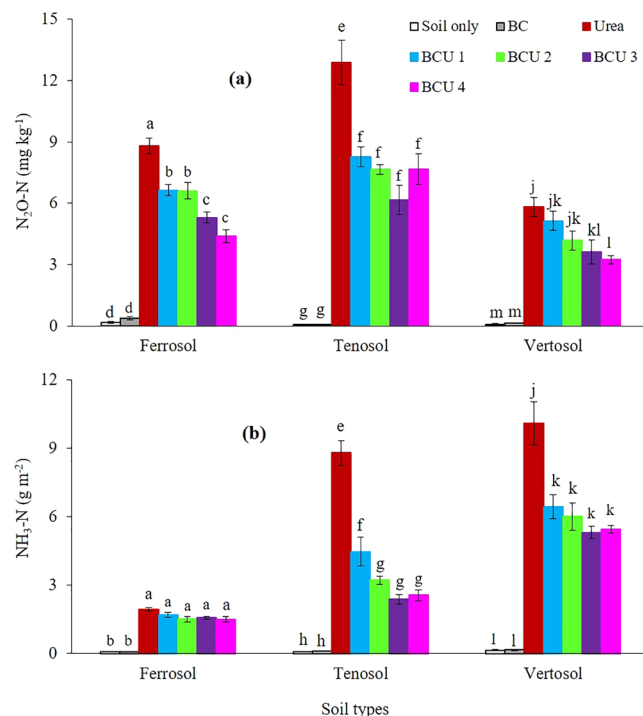 Soil only BC Urea
BCU 1 BCU 2 BCU 3
BCU 4
(a)
N₂O-N (mg kg⁻¹)
15
12
9
6
3
0
d d a b b c c
g g e f f f f
m m j jk jk kl l
Ferrosol Tenosol Vertosol
(b)
NH₃-N (g m⁻²)
12
9
6
3
0
b b a a a a a
h h e f g g g
l l j k k k k
Ferrosol Tenosol Vertosol
Soil types